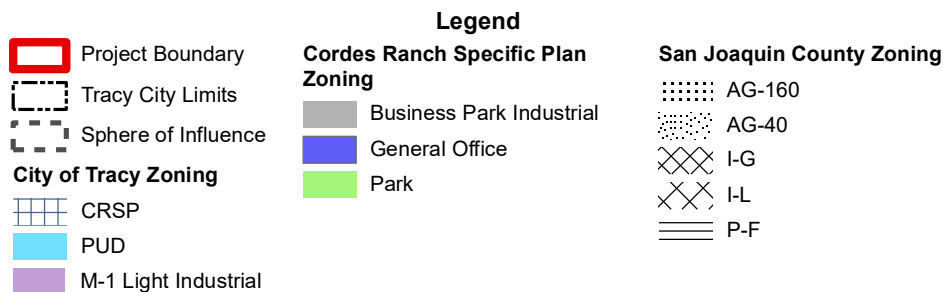 Legend
Project Boundary
Tracy City Limits
Sphere of Influence
City of Tracy Zoning
CRSP
PUD
M-1 Light Industrial
Cordes Ranch Specific Plan
Zoning
Business Park Industrial
General Office
Park
San Joaquin County Zoning
AG-160
AG-40
I-G
I-L
P-F